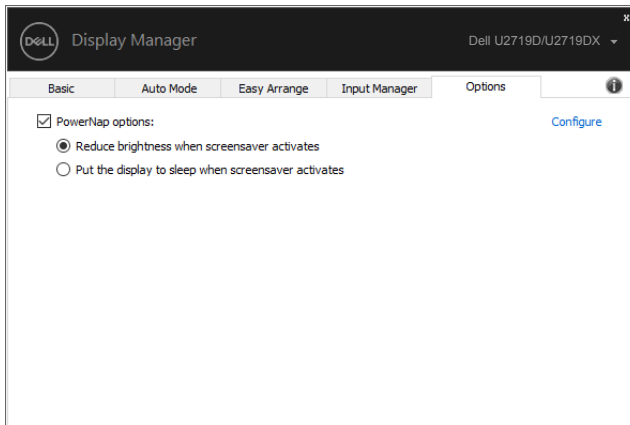 x
DELL Display Manager Dell U2719D/U2719DX
Basic Auto Mode Easy Arrange Input Manager Options i
PowerNap options: Configure
Reduce brightness when screensaver activates
Put the display to sleep when screensaver activates